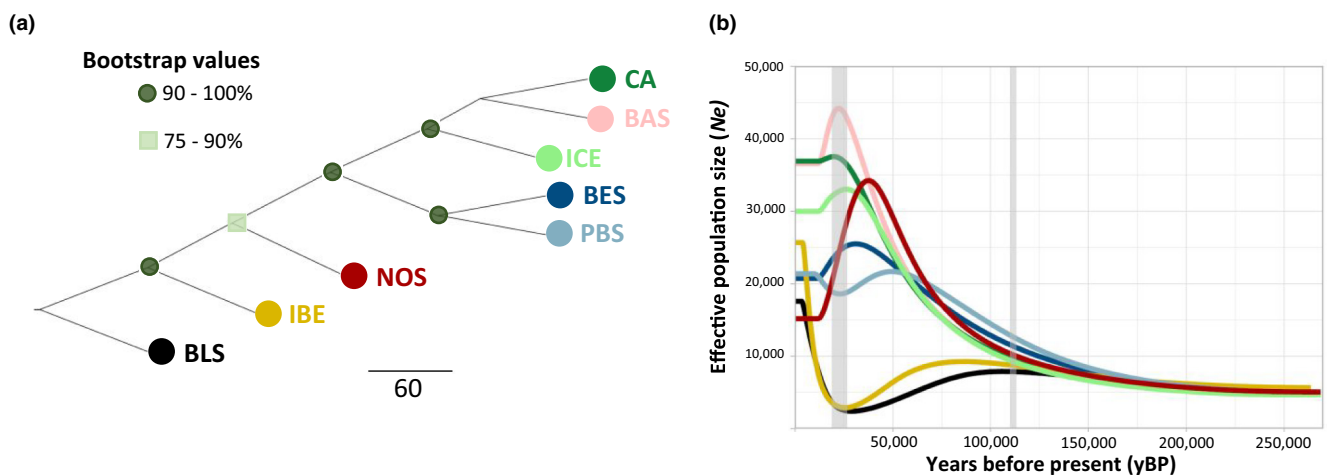 (a)
Bootstrap values
90 - 100%
75 - 90%
CA
BAS
ICE
BES
PBS
NOS
IBE
BLS
60
(b)
Effective population size (Ne)
50,000
40,000
30,000
20,000
10,000
50,000 100,000 150,000 200,000 250,000
Years before present (yBP)